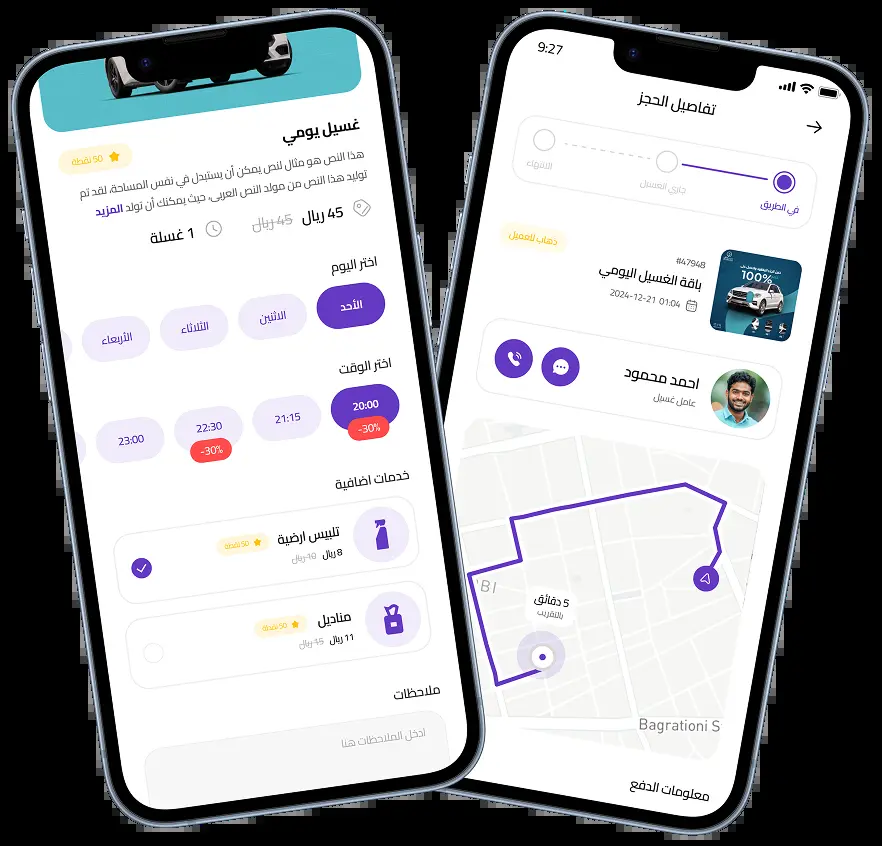 غسيل يومي
50 نقطة
هذا النص هو مثال لنص يمكن أن يستبدل في نفس المساحة، لقد تم
توليد هذا النص من مولد النص العربى، حيث يمكنك أن تولد المزيد
45 ريال 45 ريال 1 غسلة
اختر اليوم
الأحد الاثنين الثلاثاء الأربعاء
اختر الوقت
20:00 21:15 22:30 23:00
-30% -30%
خدمات اضافية
تلبيس ارضية 50 نقطة
8 ريال 10 ريال
مناديل 50 نقطة
11 ريال 15 ريال
ملاحظات
ادخل الملاحظات هنا
9:27
تفاصيل الحجز
في الطريق جاري الغسيل الانتهاء
#47948
ذهاب للعميل
باقة الغسيل اليومي
2024-12-21 01:04
100%
احمد محمود
عامل غسيل
5 دقائق
بالتقريب
Bagrationi S
معلومات الدفع